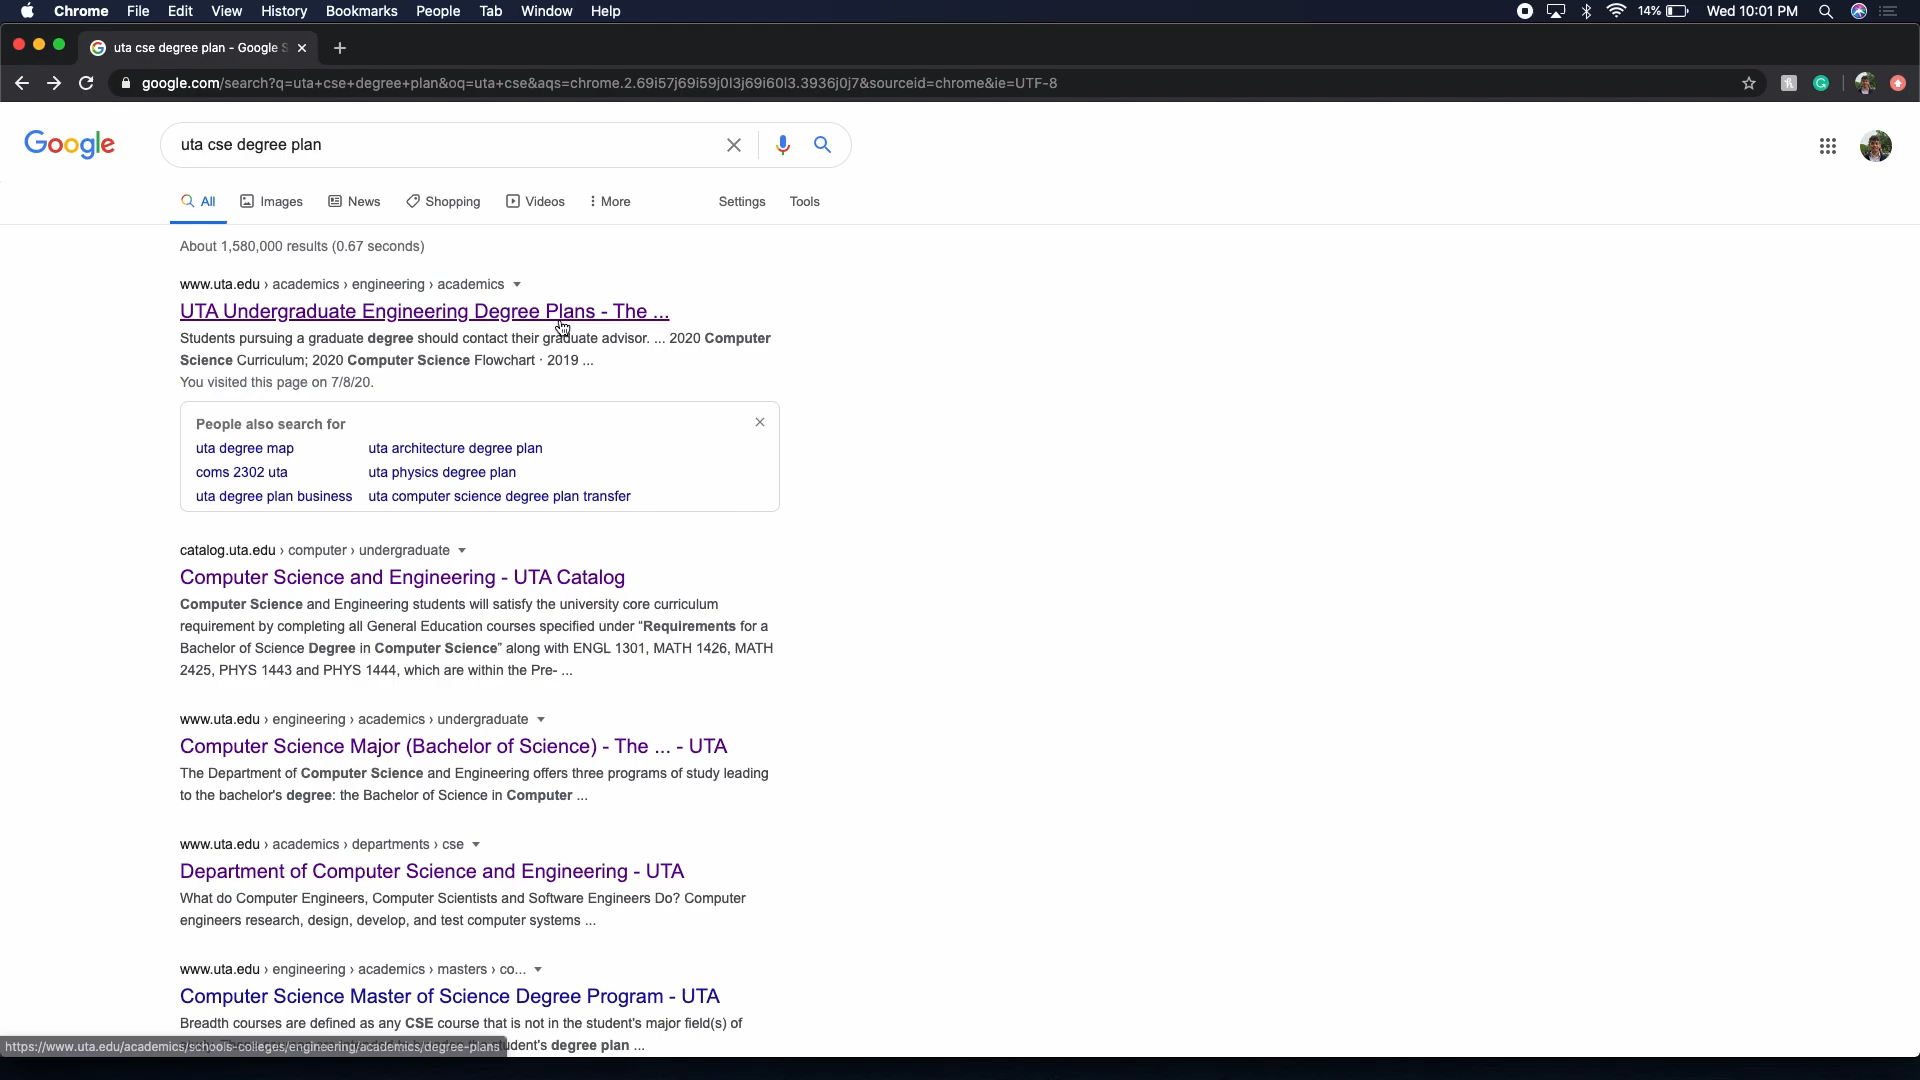 Chrome File Edit View History Bookmarks People Tab Window Help 14% Wed 10:01 PM
uta cse degree plan - Google S
google.com/search?q=uta+cse+degree+plan&oq=uta+cse&aqs=chrome.2.69i57j69i59j0l3j69i60l3.3936j0j7&sourceid=chrome&ie=UTF-8
Google uta cse degree plan
All Images News Shopping Videos More Settings Tools
About 1,580,000 results (0.67 seconds)
www.uta.edu › academics › engineering › academics
UTA Undergraduate Engineering Degree Plans - The ...
Students pursuing a graduate degree should contact their graduate advisor. ... 2020 Computer
Science Curriculum; 2020 Computer Science Flowchart · 2019 ...
You visited this page on 7/8/20.
People also search for
uta degree map uta architecture degree plan
coms 2302 uta uta physics degree plan
uta degree plan business uta computer science degree plan transfer
catalog.uta.edu › computer › undergraduate
Computer Science and Engineering - UTA Catalog
Computer Science and Engineering students will satisfy the university core curriculum
requirement by completing all General Education courses specified under “Requirements for a
Bachelor of Science Degree in Computer Science” along with ENGL 1301, MATH 1426, MATH
2425, PHYS 1443 and PHYS 1444, which are within the Pre- ...
www.uta.edu › engineering › academics › undergraduate
Computer Science Major (Bachelor of Science) - The ... - UTA
The Department of Computer Science and Engineering offers three programs of study leading
to the bachelor's degree: the Bachelor of Science in Computer ...
www.uta.edu › academics › departments › cse
Department of Computer Science and Engineering - UTA
What do Computer Engineers, Computer Scientists and Software Engineers Do? Computer
engineers research, design, develop, and test computer systems ...
www.uta.edu › engineering › academics › masters › co...
Computer Science Master of Science Degree Program - UTA
Breadth courses are defined as any CSE course that is not in the student's major field(s) of
https://www.uta.edu/academics/schools-colleges/engineering/academics/degree-plans degree plan ...